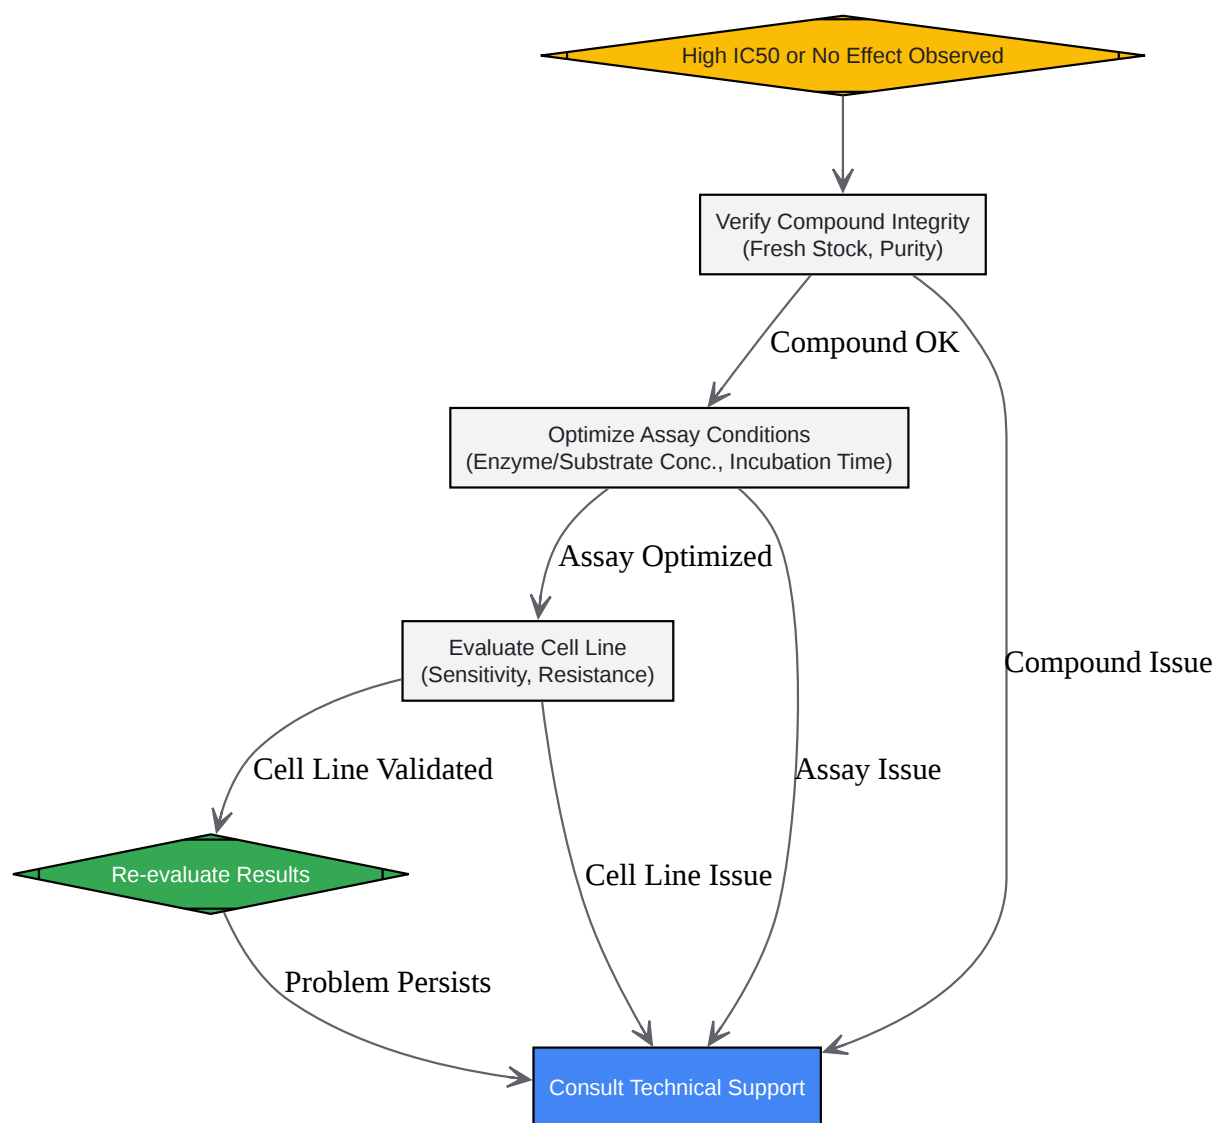 High IC50 or No Effect Observed
Verify Compound Integrity
(Fresh Stock, Purity)
Compound OK
Optimize Assay Conditions
(Enzyme/Substrate Conc., Incubation Time)
Assay Optimized
Evaluate Cell Line
(Sensitivity, Resistance)
Compound Issue
Cell Line Validated
Assay Issue
Re-evaluate Results
Cell Line Issue
Problem Persists
Consult Technical Support